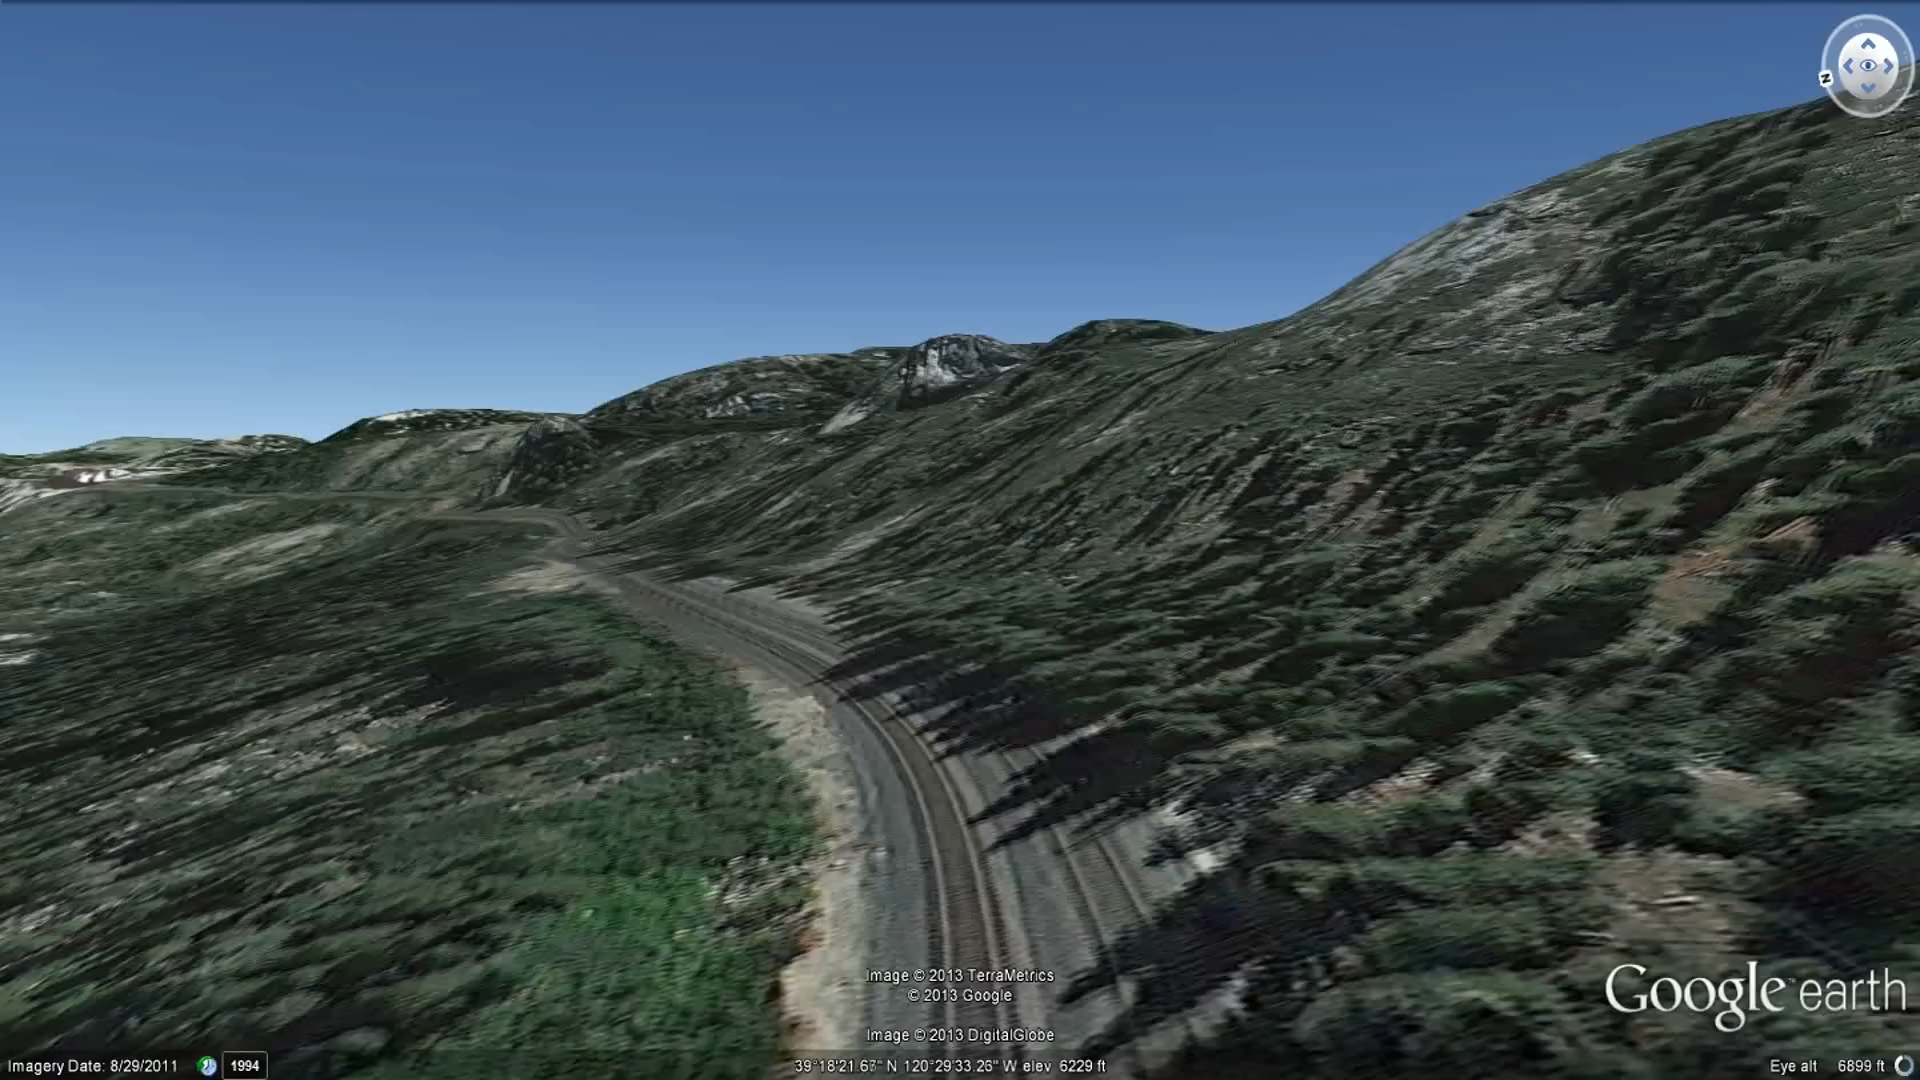 N
Image © 2013 TerraMetrics
© 2013 Google
Image © 2013 DigitalGlobe
Google earth
Imagery Date: 8/29/2011
1994
39°18'21.67" N 120°29'33.26" W elev 6229 ft
Eye alt 6899 ft